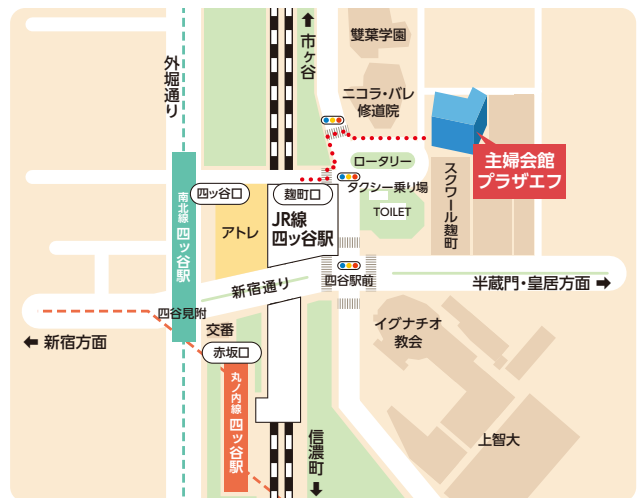 雙葉学園
市ヶ谷
外堀通り
ニコラ・バレ
修道院
主婦会館
プラザエフ
ロータリー
四ッ谷口
麹町口
タクシー乗り場
スクワール麹町
南北線 四ッ谷駅
アトレ
JR線
四ッ谷駅
TOILET
新宿通り
四谷駅前
半蔵門・皇居方面
四谷見附
新宿方面
交番
赤坂口
イグナチオ
教会
丸ノ内線 四ッ谷駅
信濃町
上智大